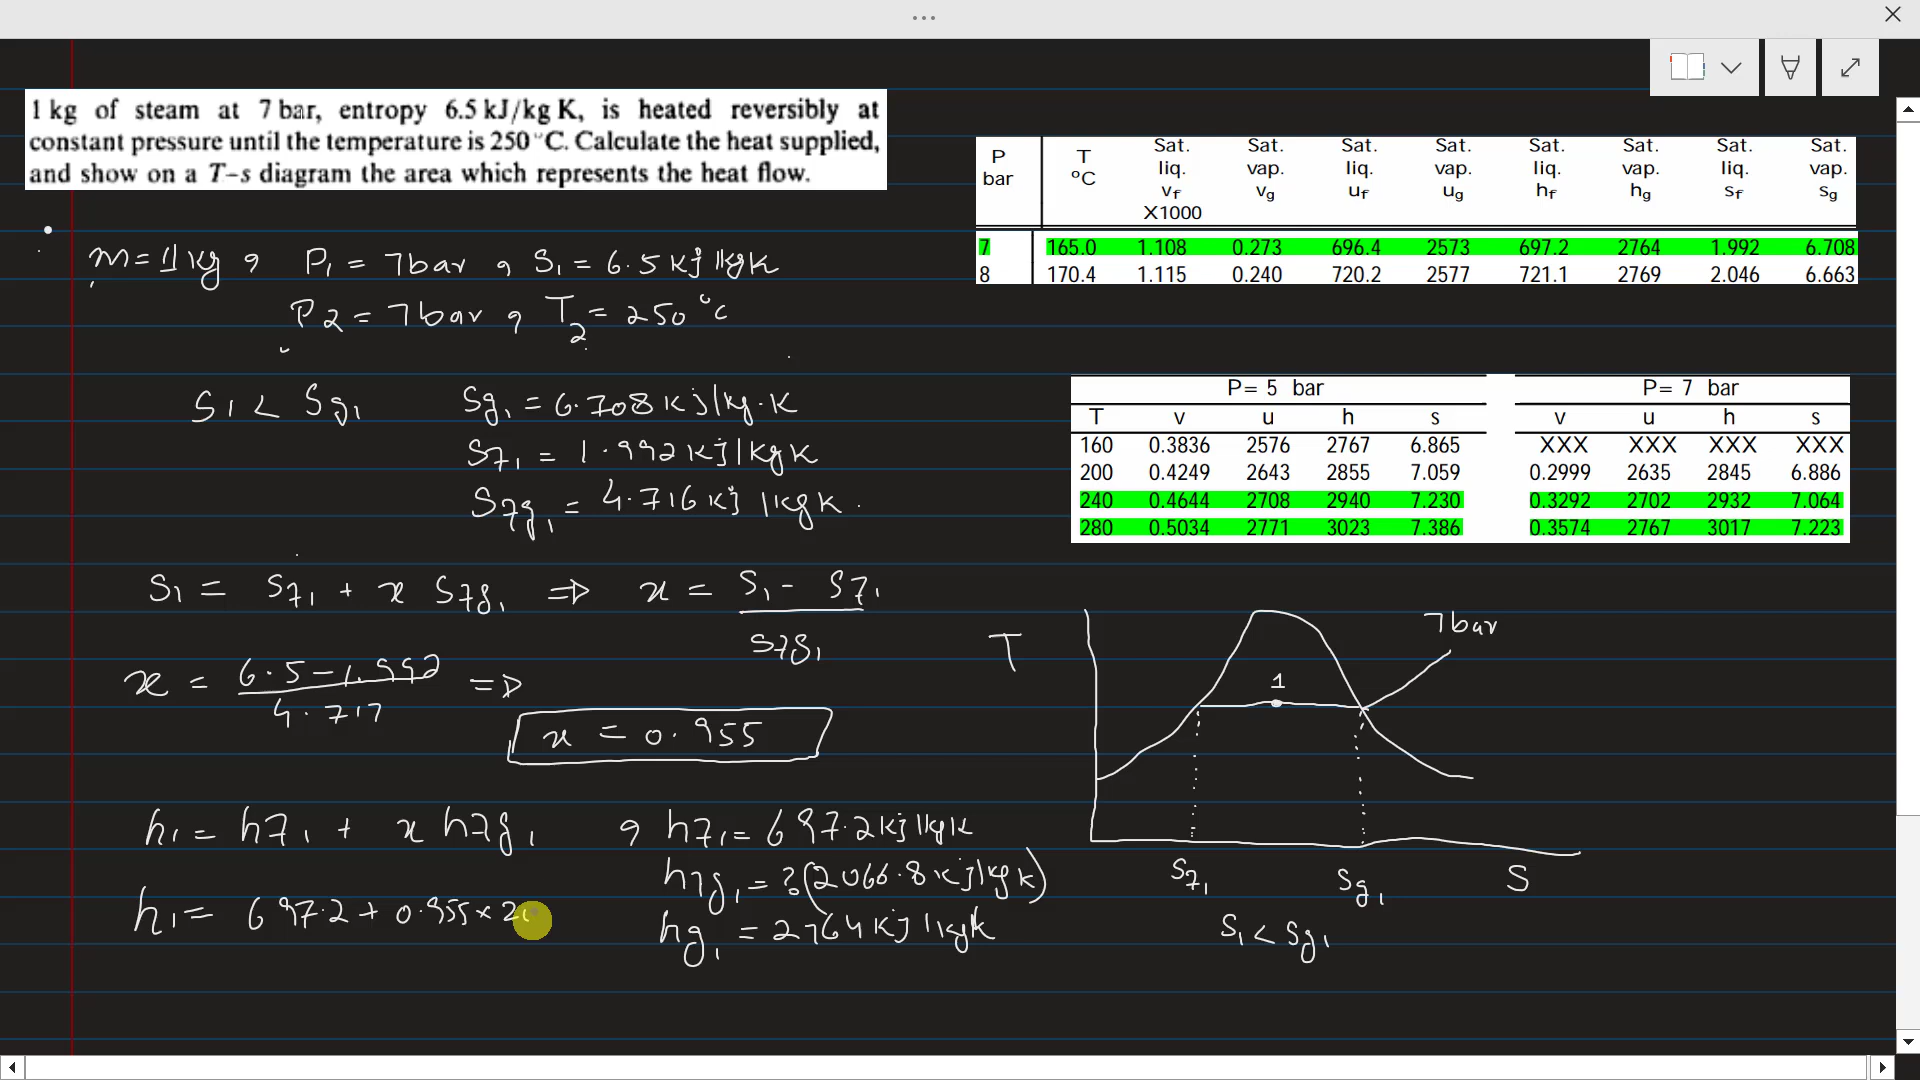 1 kg of steam at 7 bar, entropy 6.5 kJ/kg K, is heated reversibly at
constant pressure until the temperature is 250 °C. Calculate the heat supplied,
and show on a T–s diagram the area which represents the heat flow.
m = 1 kg , P1 = 7 bar , S1 = 6.5 kJ/kg K
P2 = 7 bar , T2 = 250 °C
S1 < Sg1
Sg1 = 6.708 kJ/kg.K
Sf1 = 1.992 kJ/kg K
Sfg1 = 4.716 kJ/kg K.
S1 = Sf1 + x Sfg1 ⇒ x = S1 - Sf1
Sfg1
x = 6.5 - 1.992 ⇒
4.717
x = 0.955
h1 = hf1 + x hfg1 , hf1 = 697.2 kJ/kg K
hfg1 = ? (2066.8 kJ/kg K)
h1 = 697.2 + 0.955 ×
hg1 = 2764 kJ/kg K
P bar T °C Sat. liq. vf X1000 Sat. vap. vg Sat. liq. uf Sat. vap. ug Sat. liq. hf Sat. vap. hg Sat. liq. sf Sat. vap. sg
7 165.0 1.108 0.273 696.4 2573 697.2 2764 1.992 6.708
8 170.4 1.115 0.240 720.2 2577 721.1 2769 2.046 6.663
P= 5 bar P= 7 bar
T v u h s v u h s
160 0.3836 2576 2767 6.865 XXX XXX XXX XXX
200 0.4249 2643 2855 7.059 0.2999 2635 2845 6.886
240 0.4644 2708 2940 7.230 0.3292 2702 2932 7.064
280 0.5034 2771 3023 7.386 0.3574 2767 3017 7.223
7 bar
T
1
Sf1 Sg1 S
S1 < Sg1